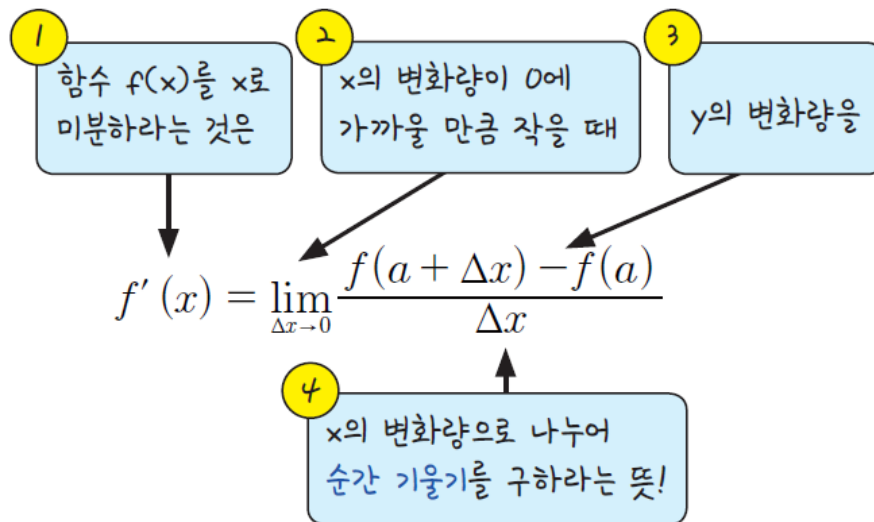 1
함수 f(x)를 x로
미분하라는 것은
2
x의 변화량이 0에
가까울 만큼 작을 때
3
y의 변화량을
f′(x) = lim Δx→0 f(a + Δx) − f(a) / Δx
4
x의 변화량으로 나누어
순간 기울기를 구하라는 뜻!